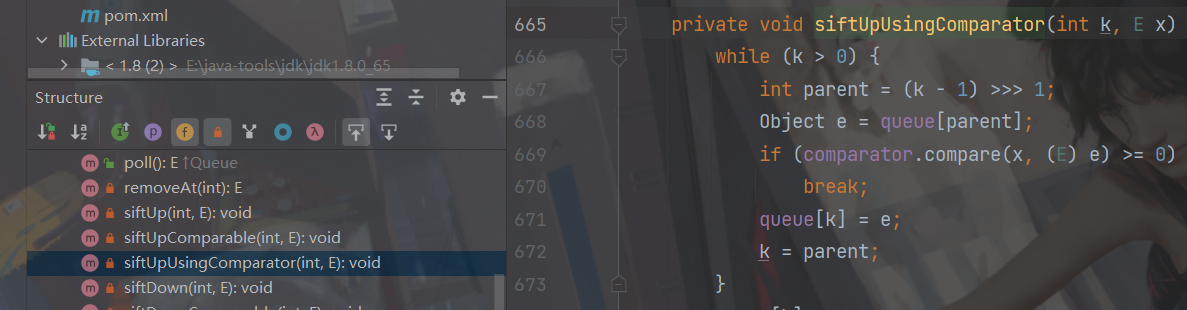 pom.xml
External Libraries
< 1.8 (2) > E:\java-tools\jdk\jdk1.8.0_65
Structure
poll(): E ↑Queue
removeAt(int): E
siftUp(int, E): void
siftUpComparable(int, E): void
siftUpUsingComparator(int, E): void
siftDown(int, E): void
665 private void siftUpUsingComparator(int k, E x)
666 while (k > 0) {
667 int parent = (k - 1) >>> 1;
668 Object e = queue[parent];
669 if (comparator.compare(x, (E) e) >= 0)
670 break;
671 queue[k] = e;
672 k = parent;
673 }